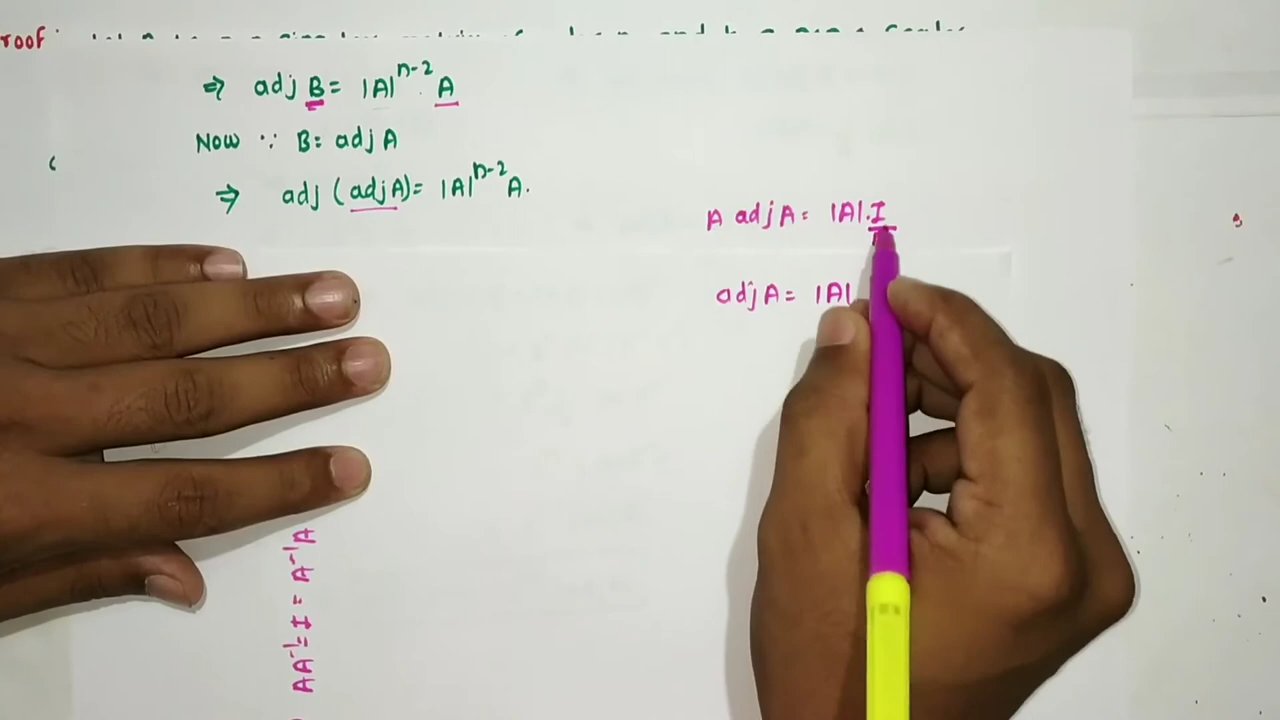 roof:
⇒ adj B = |A|ⁿ⁻² . A
Now ∵ B = adj A
⇒ adj (adj A) = |A|ⁿ⁻² A.
A adj A = |A|. I
adj A = |A|
AA⁻¹ = I = A⁻¹A